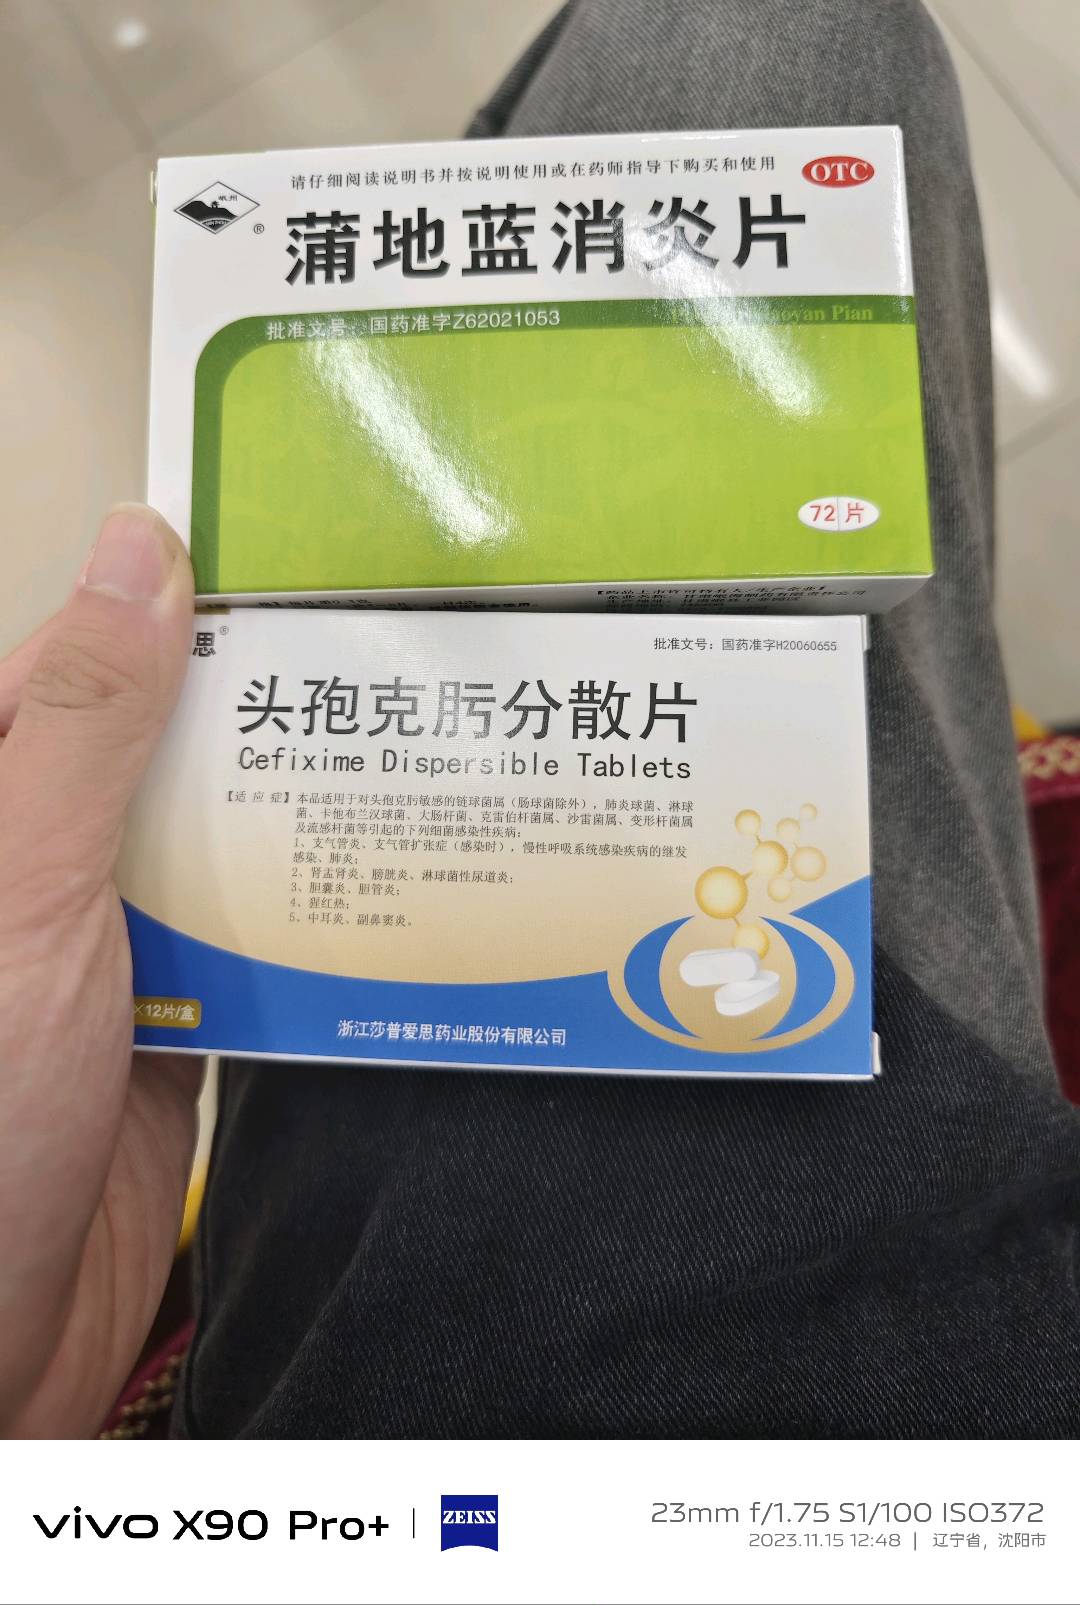 请仔细阅读说明书并按说明使用或在药师指导下购买和使用
OTC
岷州
®
蒲地蓝消炎片
批准文号：国药准字Z62021053
Pian
72片
思®
批准文号：国药准字H20060655
头孢克肟分散片
Cefixime Dispersible Tablets
【适应症】本品适用于对头孢克肟敏感的链球菌属（肠球菌除外），肺炎球菌、淋球
菌、卡他布兰汉球菌、大肠杆菌、克雷伯杆菌属、沙雷菌属、变形杆菌属
及流感杆菌等引起的下列细菌感染性疾病：
1、支气管炎、支气管扩张症（感染时），慢性呼吸系统感染疾病的继发
感染、肺炎；
2、肾盂肾炎、膀胱炎、淋球菌性尿道炎；
3、胆囊炎、胆管炎；
4、猩红热；
5、中耳炎、副鼻窦炎。
×12片/盒
浙江莎普爱思药业股份有限公司
vivo X90 Pro+ | ZEISS
23mm f/1.75 S1/100 ISO372
2023.11.15 12:48 | 辽宁省，沈阳市